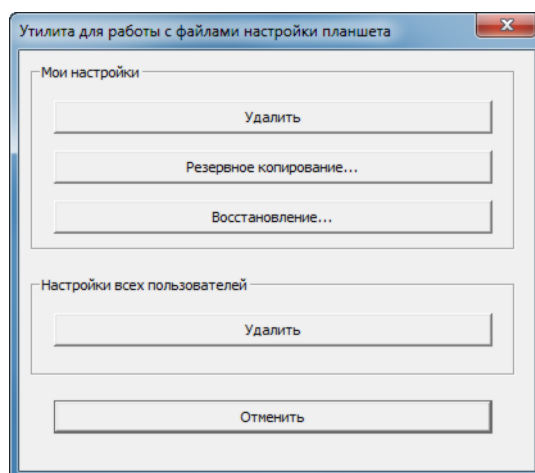 Утилита для работы с файлами настройки планшета
Мои настройки
Удалить
Резервное копирование...
Восстановление...
Настройки всех пользователей
Удалить
Отменить